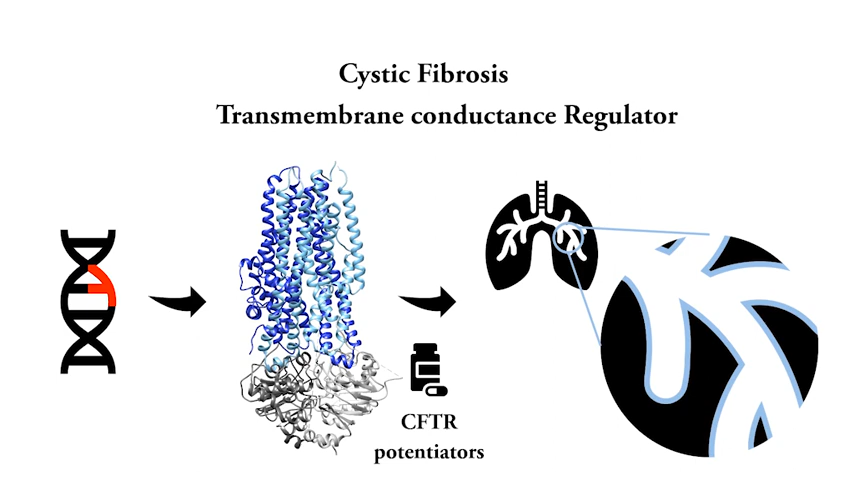 Cystic Fibrosis
Transmembrane conductance Regulator
CFTR
potentiators